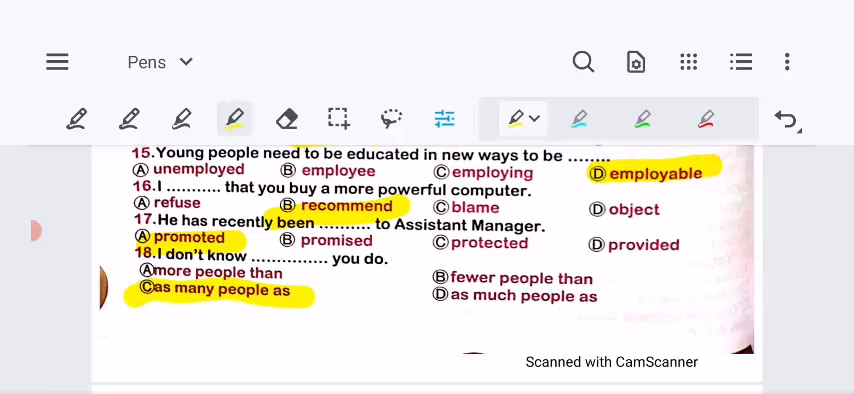 Pens
15.Young people need to be educated in new ways to be ........
Ⓐ unemployed Ⓑ employee Ⓒ employing Ⓓ employable
16.I ........... that you buy a more powerful computer.
Ⓐ refuse Ⓑ recommend Ⓒ blame Ⓓ object
17.He has recently been .......... to Assistant Manager.
Ⓐ promoted Ⓑ promised Ⓒ protected Ⓓ provided
18.I don't know ............... you do.
Ⓐmore people than Ⓑ fewer people than
Ⓒas many people as Ⓓ as much people as
Scanned with CamScanner